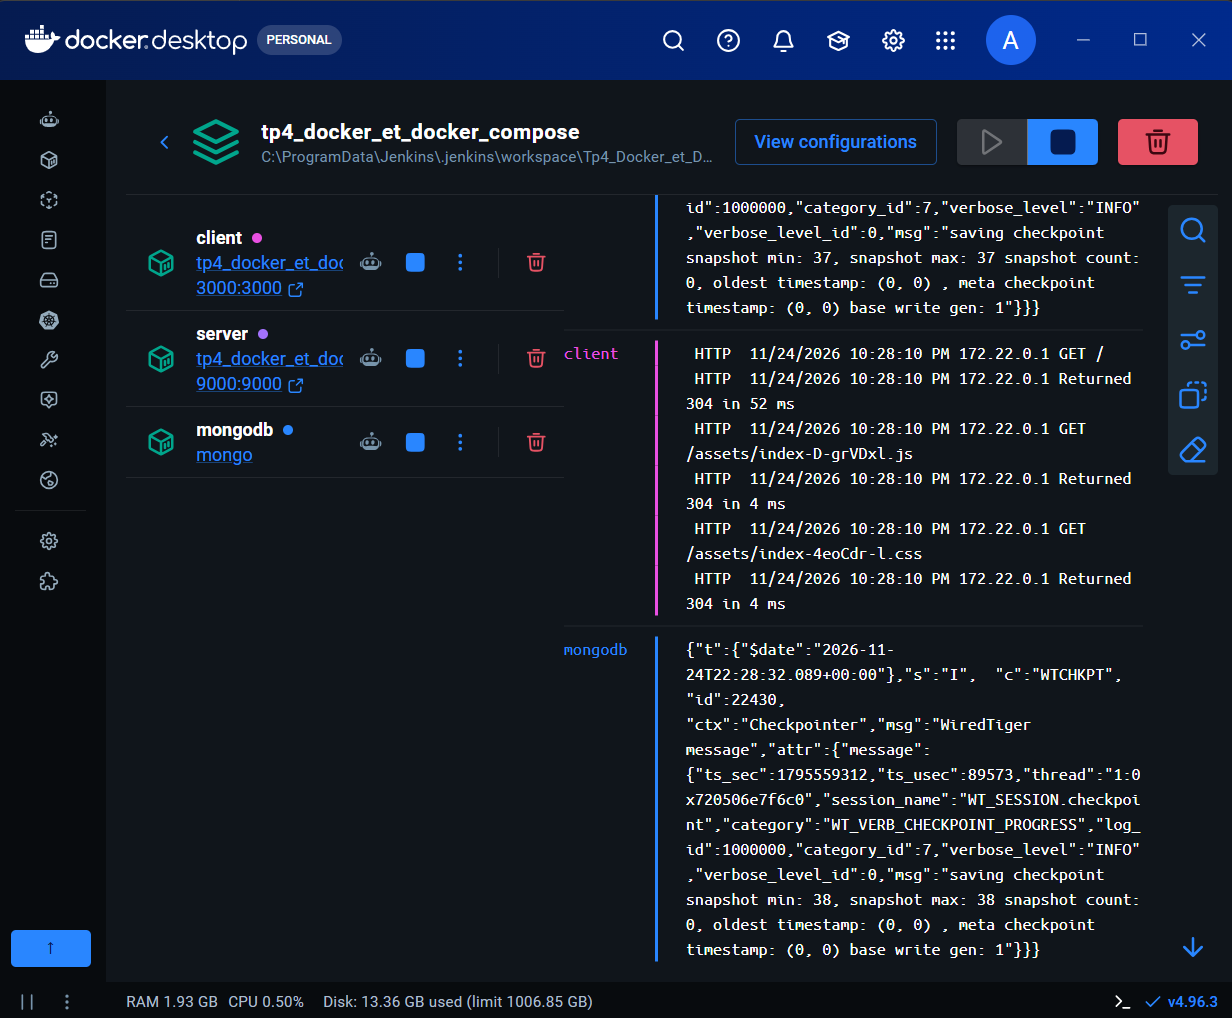 docker.desktop PERSONAL
A
tp4_docker_et_docker_compose
C:\ProgramData\Jenkins\.jenkins\workspace\Tp4_Docker_et_D...
View configurations
client
tp4_docker_et_doc
3000:3000
server
tp4_docker_et_doc
9000:9000
mongodb
mongo
id":1000000,"category_id":7,"verbose_level":"INFO"
,"verbose_level_id":0,"msg":"saving checkpoint
snapshot min: 37, snapshot max: 37 snapshot count:
0, oldest timestamp: (0, 0) , meta checkpoint
timestamp: (0, 0) base write gen: 1"}}}
client
HTTP 11/24/2026 10:28:10 PM 172.22.0.1 GET /
HTTP 11/24/2026 10:28:10 PM 172.22.0.1 Returned
304 in 52 ms
HTTP 11/24/2026 10:28:10 PM 172.22.0.1 GET
/assets/index-D-grVDxl.js
HTTP 11/24/2026 10:28:10 PM 172.22.0.1 Returned
304 in 4 ms
HTTP 11/24/2026 10:28:10 PM 172.22.0.1 GET
/assets/index-4eoCdr-l.css
HTTP 11/24/2026 10:28:10 PM 172.22.0.1 Returned
304 in 4 ms
mongodb
{"t":{"$date":"2026-11-
24T22:28:32.089+00:00"},"s":"I", "c":"WTCHKPT",
"id":22430,
"ctx":"Checkpointer","msg":"WiredTiger
message","attr":{"message":
{"ts_sec":1795559312,"ts_usec":89573,"thread":"1:0
x720506e7f6c0","session_name":"WT_SESSION.checkpoi
nt","category":"WT_VERB_CHECKPOINT_PROGRESS","log_
id":1000000,"category_id":7,"verbose_level":"INFO"
,"verbose_level_id":0,"msg":"saving checkpoint
snapshot min: 38, snapshot max: 38 snapshot count:
0, oldest timestamp: (0, 0) , meta checkpoint
timestamp: (0, 0) base write gen: 1"}}}
RAM 1.93 GB CPU 0.50% Disk: 13.36 GB used (limit 1006.85 GB)
v4.96.3